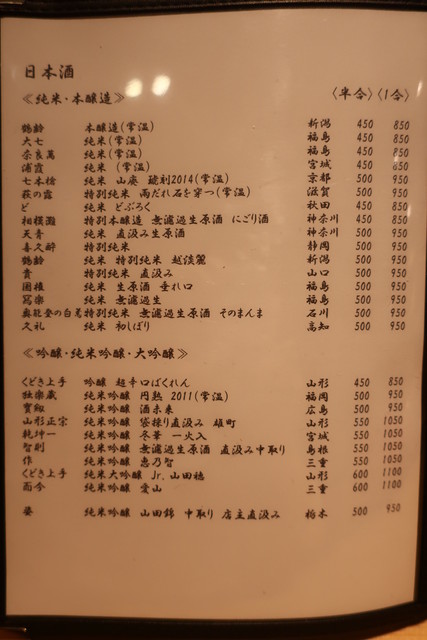 日本酒
≪純米・本醸造≫ 〈半合〉〈1合〉
鶴齢 本醸造(常温) 新潟 450 850
大七 純米(常温) 福島 450 850
奈良萬 純米(常温) 福島 450 850
浦霞 純米 (常温) 宮城 450 850
七本槍 純米 山廃 琥刻2014(常温) 京都 500 950
萩の露 特別純米 雨だれ石を穿つ(常温) 滋賀 500 950
ど 純米 どぶろく 秋田 450 850
相模灘 特別本醸造 無濾過生原酒 にごり酒 神奈川 450 850
天青 純米 直汲み生原酒 神奈川 500 950
喜久酔 特別純米 静岡 500 950
鶴齢 純米 特別純米 越淡麗 新潟 500 950
貴 特別純米 直汲み 山口 500 950
國権 純米 生原酒 垂れ口 福島 500 950
冩樂 純米 無濾過生 福島 500 950
奥能登の白菊 特別純米 無濾過生原酒 そのまんま 石川 500 950
久礼 純米 初しぼり 高知 500 950
≪吟醸・純米吟醸・大吟醸≫
くどき上手 吟醸 超辛口ばくれん 山形 450 850
独楽蔵 純米吟醸 円熟 2011(常温) 福岡 500 950
寳剱 純米吟醸 酒未来 広島 500 950
山形正宗 純米吟醸 袋採り直汲み 雄町 山形 550 1050
乾坤一 純米吟醸 冬華 一火入 宮城 550 1050
智則 純米吟醸 無濾過生原酒 直汲み中取り 島根 550 1050
作 純米吟醸 恵乃智 三重 550 1050
くどき上手 純米大吟醸 Jr.山田穂 山形 600 1100
而今 純米吟醸 愛山 三重 600 1100
姿 純米吟醸 山田錦 中取り 店主直汲み 栃木 500 950